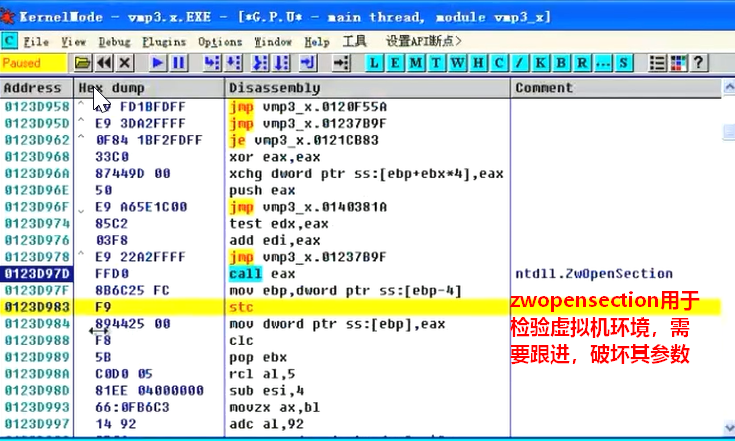 KernelMode - vmp3.x.EXE - [*G.P.U* - main thread, module vmp3_x]
C File View Debug Plugins Options Window Help 工具 设置API断点>
Paused L E M T W H C / K B R ... S ?
Address Hex dump Disassembly Comment
0123D958 ^ FD1BFDFF jmp vmp3_x.0120F55A
0123D95D ^ E9 3DA2FFFF jmp vmp3_x.01237B9F
0123D962 ^ 0F84 1BF2FDFF je vmp3_x.0121CB83
0123D968 33C0 xor eax,eax
0123D96A 87449D 00 xchg dword ptr ss:[ebp+ebx*4],eax
0123D96E 50 push eax
0123D96F E9 A65E1C00 jmp vmp3_x.0140381A
0123D974 85C2 test edx,eax
0123D976 03F8 add edi,eax
0123D978 ^ E9 22A2FFFF jmp vmp3_x.01237B9F
0123D97D FFD0 call eax ntdll.ZwOpenSection
0123D97F 8B6C25 FC mov ebp,dword ptr ss:[ebp-4]
0123D983 F9 stc
0123D984 894425 00 mov dword ptr ss:[ebp],eax
0123D988 F8 clc
0123D989 5B pop ebx
0123D98A C0D0 05 rcl al,5
0123D98D 81EE 04000000 sub esi,4
0123D993 66:0FB6C3 movzx ax,bl
0123D997 14 92 adc al,92
zwopensection用于
检验虚拟机环境，需
要跟进，破坏其参数